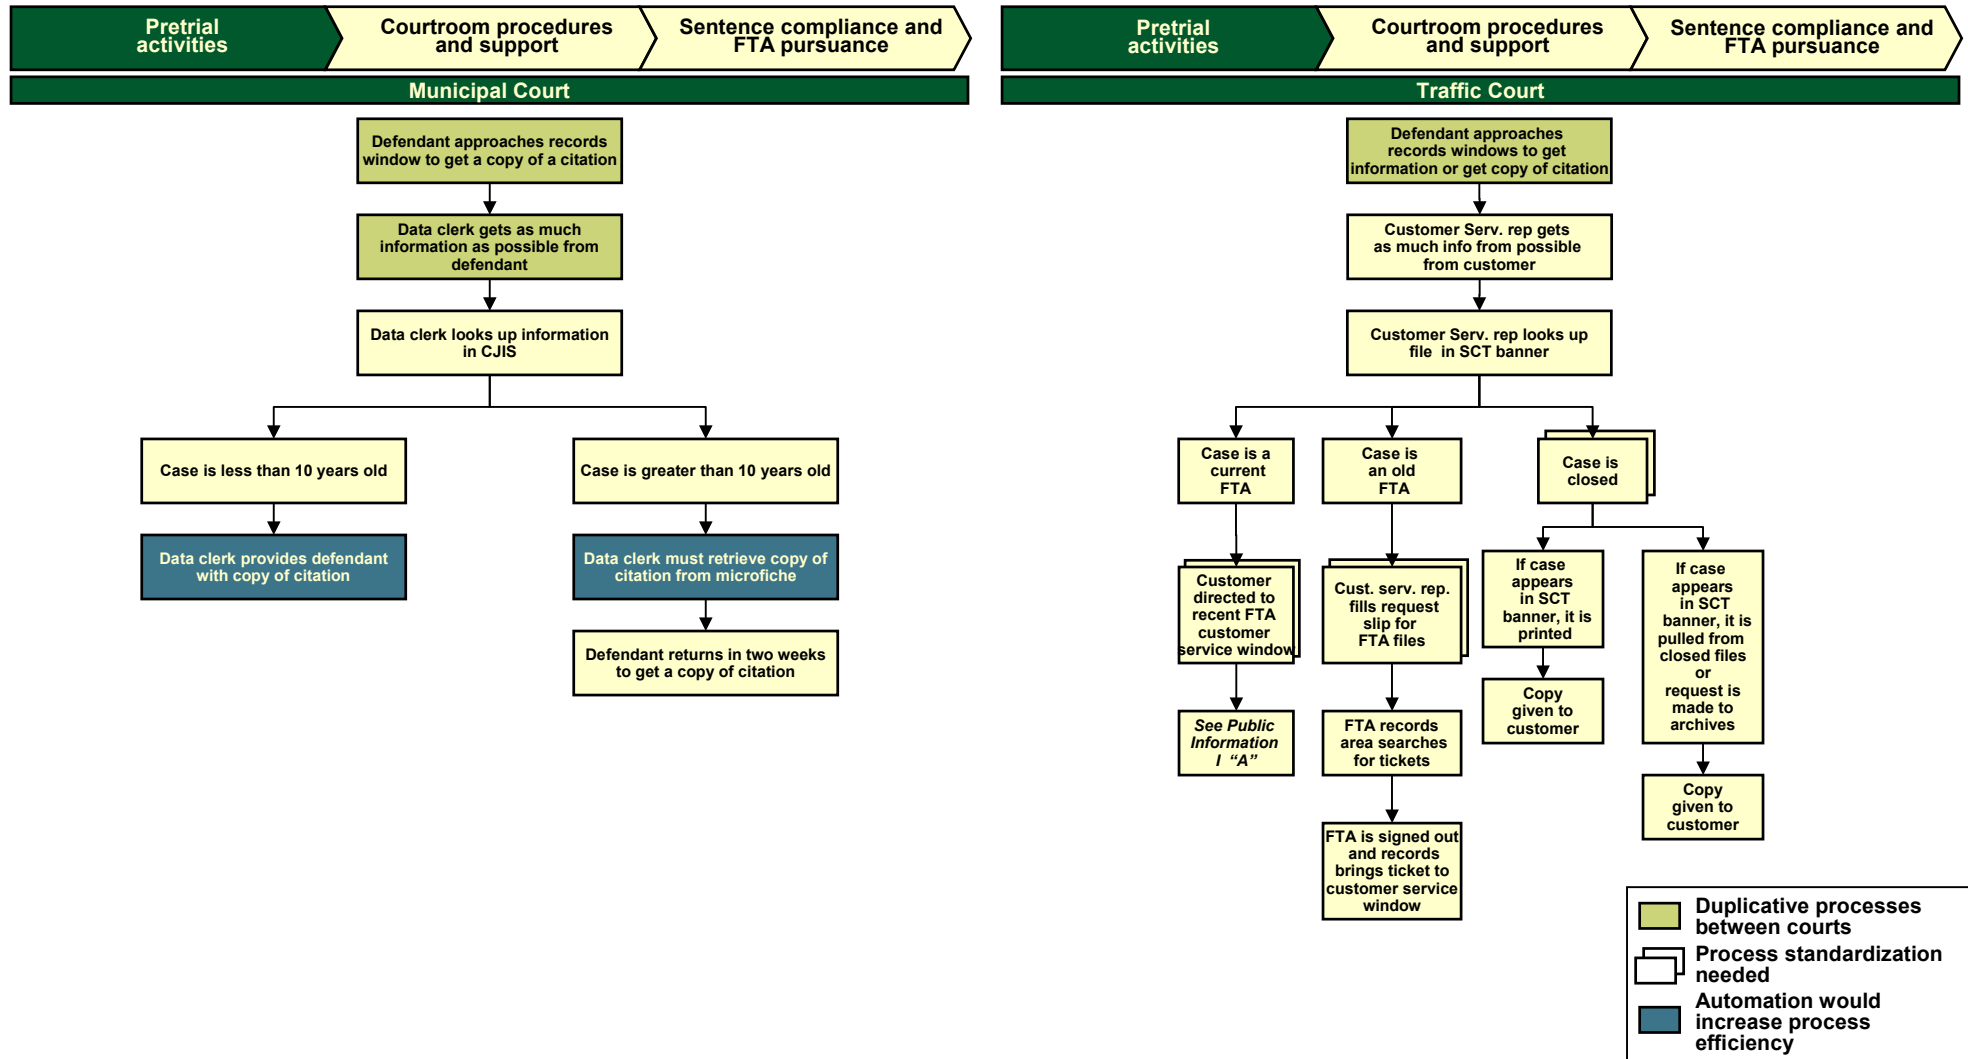 Pretrial
activities
Courtroom procedures
and support
Sentence compliance and
FTA pursuance
Municipal Court
Defendant approaches records
window to get a copy of a citation
Data clerk gets as much
information as possible from
defendant
Data clerk looks up information
in CJIS
Case is less than 10 years old
Case is greater than 10 years old
Data clerk provides defendant
with copy of citation
Data clerk must retrieve copy of
citation from microfiche
Defendant returns in two weeks
to get a copy of citation
Pretrial
activities
Courtroom procedures
and support
Sentence compliance and
FTA pursuance
Traffic Court
Defendant approaches
records windows to get
information or get copy of citation
Customer Serv. rep gets
as much info from possible
from customer
Customer Serv. rep looks up
file in SCT banner
Case is a
current
FTA
Case is
an old
FTA
Case is
closed
Customer
directed to
recent FTA
customer
service window
Cust. serv. rep.
fills request
slip for
FTA files
If case
appears
in SCT
banner, it is
printed
If case
appears
in SCT
banner, it is
pulled from
closed files
or
request is
made to
archives
See Public
Information
I “A”
FTA records
area searches
for tickets
Copy
given to
customer
Copy
given to
customer
FTA is signed out
and records
brings ticket to
customer service
window
Duplicative processes
between courts
Process standardization
needed
Automation would
increase process
efficiency